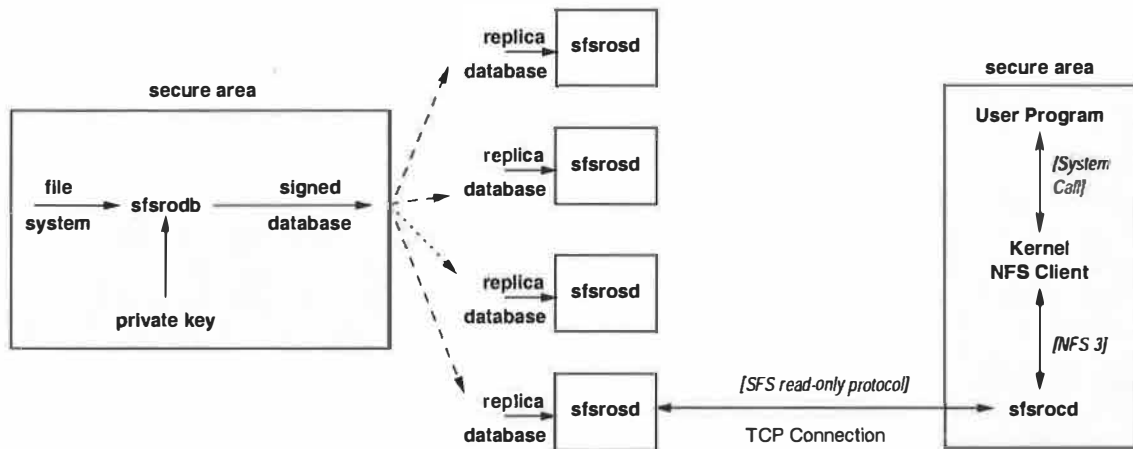 secure area
file
system
sfsrodb
signed
database
private key
replica
database
sfsrosd
replica
database
sfsrosd
replica
database
sfsrosd
replica
database
sfsrosd
[SFS read-only protocol]
TCP Connection
secure area
User Program
[System
Call]
Kernel
NFS Client
[NFS 3]
sfsrocd